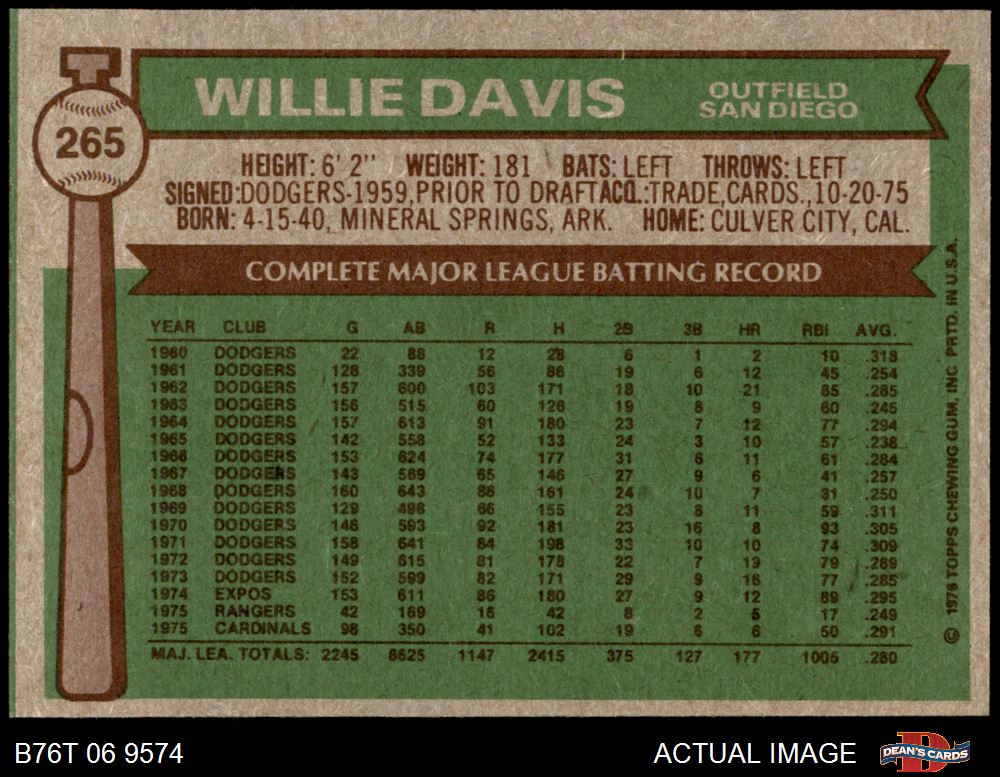 265
WILLIE DAVIS
OUTFIELD
SAN DIEGO
HEIGHT: 6' 2'' WEIGHT: 181 BATS: LEFT THROWS: LEFT
SIGNED:DODGERS-1959,PRIOR TO DRAFT ACQ.:TRADE,CARDS.,10-20-75
BORN: 4-15-40, MINERAL SPRINGS, ARK. HOME: CULVER CITY, CAL.
COMPLETE MAJOR LEAGUE BATTING RECORD
YEAR CLUB G AB R H 2B 3B HR RBI AVG.
1960 DODGERS 22 88 12 28 6 1 2 10 .318
1961 DODGERS 128 339 56 86 19 6 12 45 .254
1962 DODGERS 157 600 103 171 18 10 21 85 .285
1963 DODGERS 156 515 60 126 19 8 9 60 .245
1964 DODGERS 157 613 91 180 23 7 12 77 .294
1965 DODGERS 142 558 52 133 24 3 10 57 .238
1966 DODGERS 153 624 74 177 31 6 11 61 .284
1967 DODGERS 143 569 65 146 27 9 6 41 .257
1968 DODGERS 160 643 86 161 24 10 7 31 .250
1969 DODGERS 129 498 66 155 23 8 11 59 .311
1970 DODGERS 146 593 92 181 23 16 8 93 .305
1971 DODGERS 158 641 84 198 33 10 10 74 .309
1972 DODGERS 149 615 81 178 22 7 19 79 .289
1973 DODGERS 152 599 82 171 29 9 16 77 .285
1974 EXPOS 153 611 86 180 27 9 12 89 .295
1975 RANGERS 42 169 16 42 8 2 5 17 .249
1975 CARDINALS 98 350 41 102 19 6 6 50 .291
MAJ. LEA. TOTALS: 2245 8625 1147 2415 375 127 177 1005 .280
© 1976 TOPPS CHEWING GUM, INC PRTD. IN U.S.A.
B76T 06 9574
ACTUAL IMAGE
DEAN'S CARDS